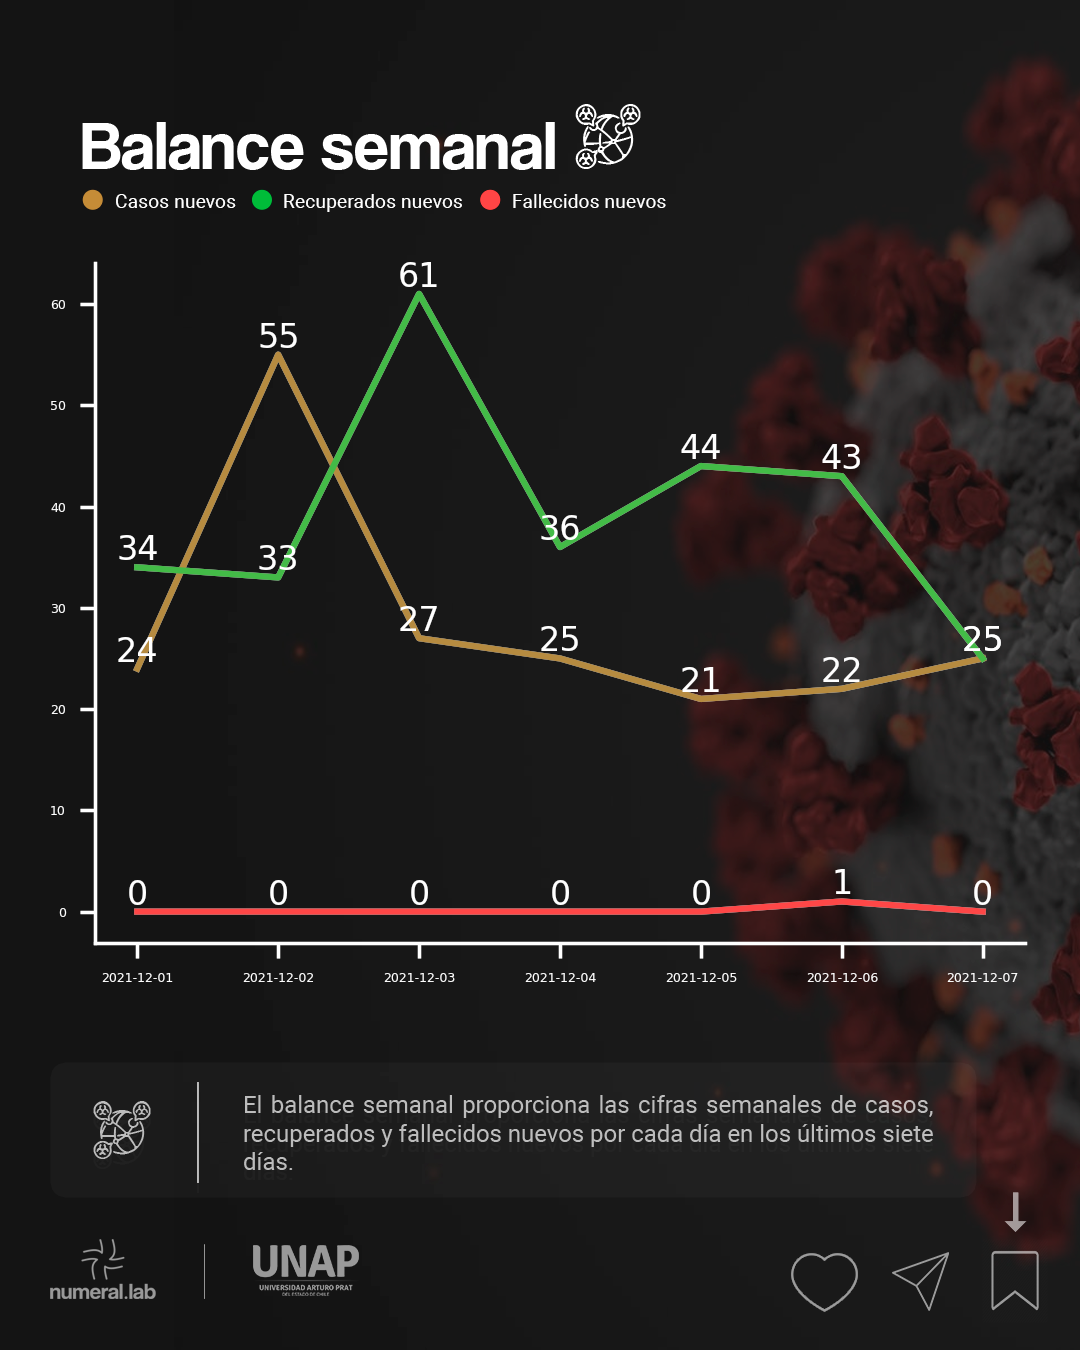 Balance semanal
Casos nuevos Recuperados nuevos Fallecidos nuevos
61
60
55
50
44
43
40
36
34
33
30
27
25
25
24
22
21
20
10
1
0 0 0 0 0 0
0
2021-12-01 2021-12-02 2021-12-03 2021-12-04 2021-12-05 2021-12-06 2021-12-07
El balance semanal proporciona las cifras semanales de casos,
recuperados y fallecidos nuevos por cada día en los últimos siete
días.
numeral.lab
UNAP
UNIVERSIDAD ARTURO PRAT
DEL ESTADO DE CHILE